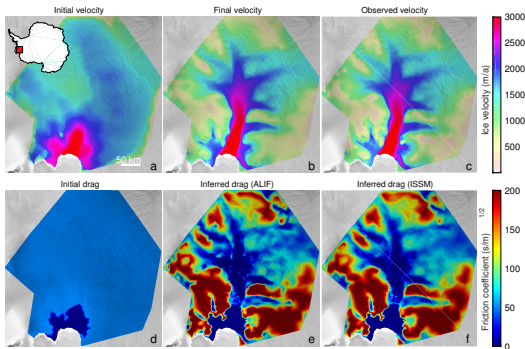 Initial velocity
Final velocity
Observed velocity
50 km
a
b
c
3000
2500
2000
1500
1000
500
Ice velocity (m/a)
Initial drag
Inferred drag (ALIF)
Inferred drag (ISSM)
d
e
f
200
150
100
50
0
Friction coefficient (s/m)
1/2